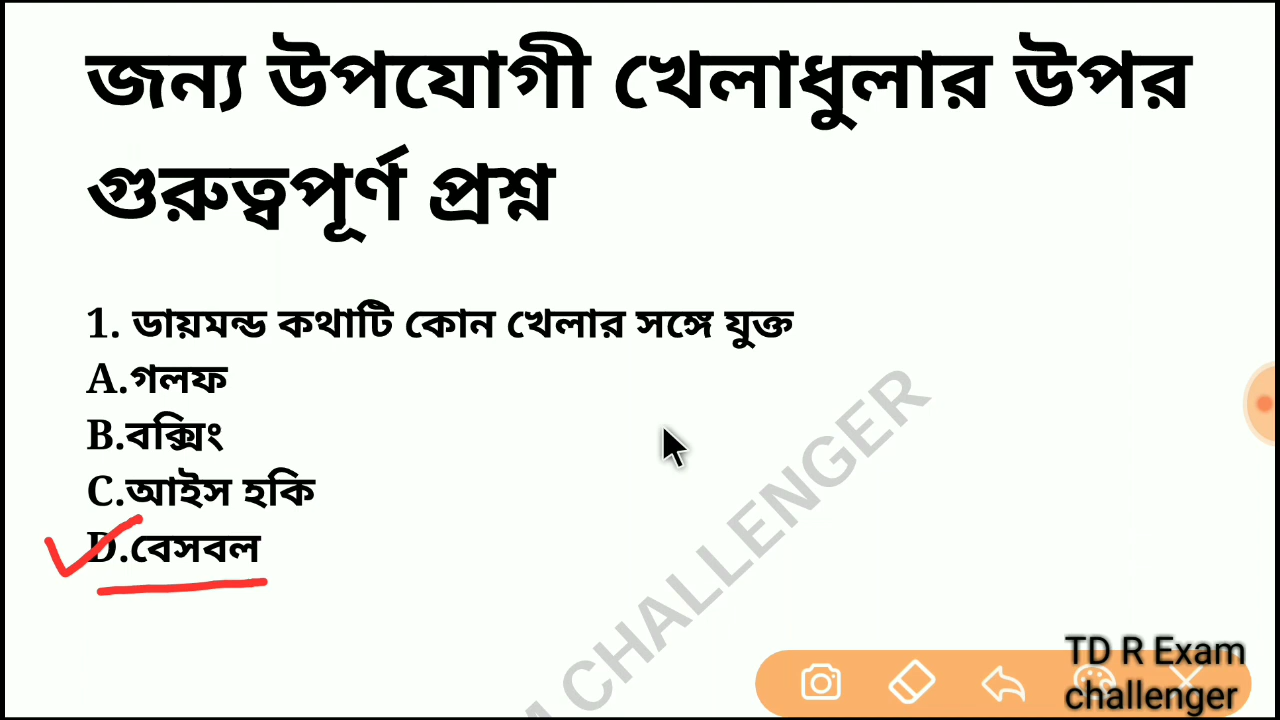 জন্য উপযোগী খেলাধুলার উপর
গুরুত্বপূর্ণ প্রশ্ন
1. ডায়মন্ড কথাটি কোন খেলার সঙ্গে যুক্ত
A.গলফ
B.বক্সিং
C.আইস হকি
D.বেসবল
CHALLENGER
TD R Exam
challenger